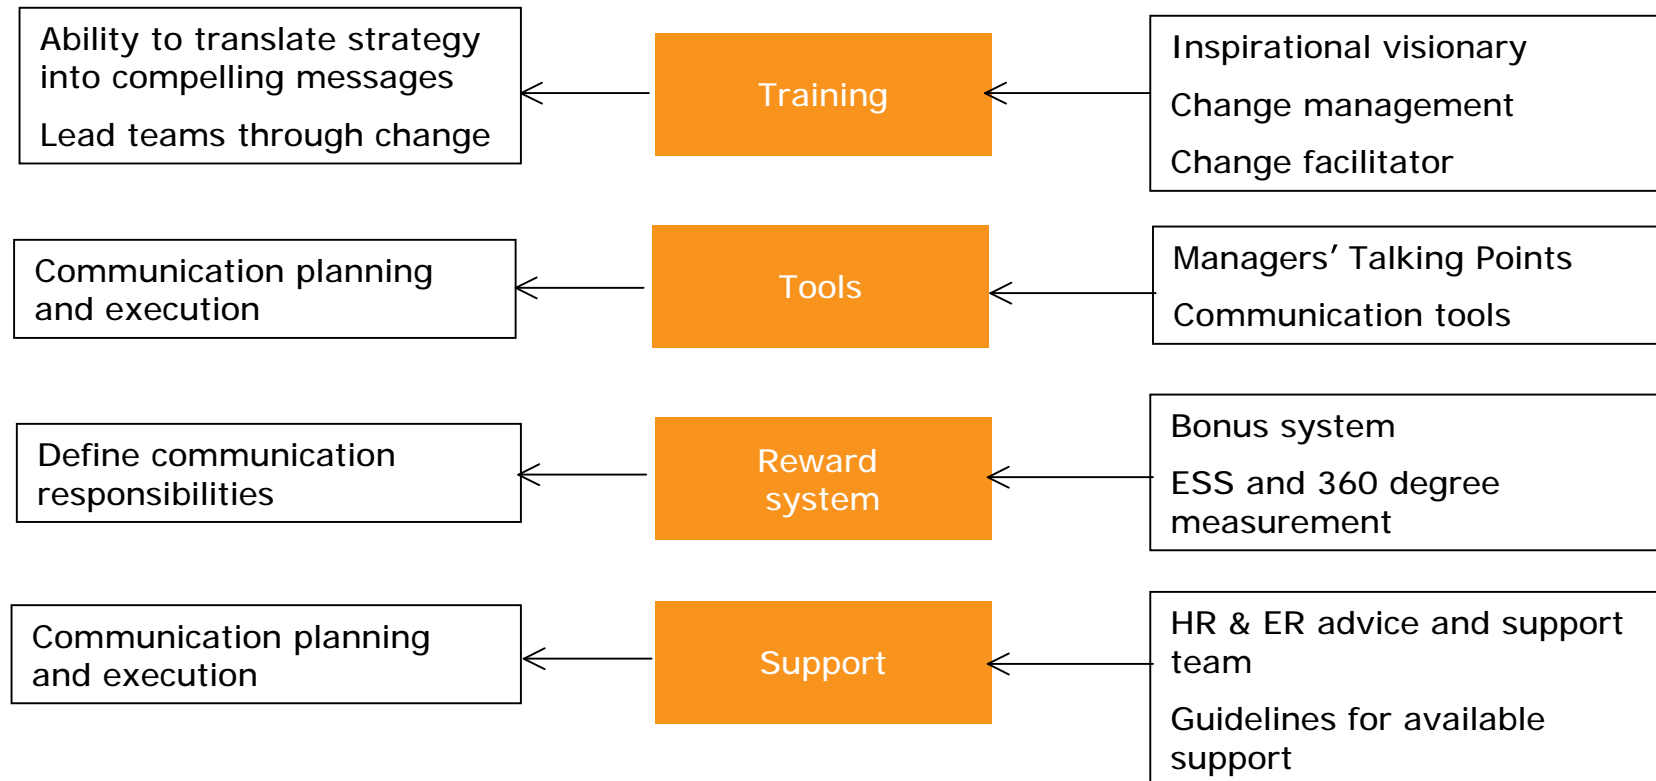 Ability to translate strategy
into compelling messages
Lead teams through change
Training
Inspirational visionary
Change management
Change facilitator
Communication planning
and execution
Tools
Managers’ Talking Points
Communication tools
Define communication
responsibilities
Reward
system
Bonus system
ESS and 360 degree
measurement
Communication planning
and execution
Support
HR & ER advice and support
team
Guidelines for available
support